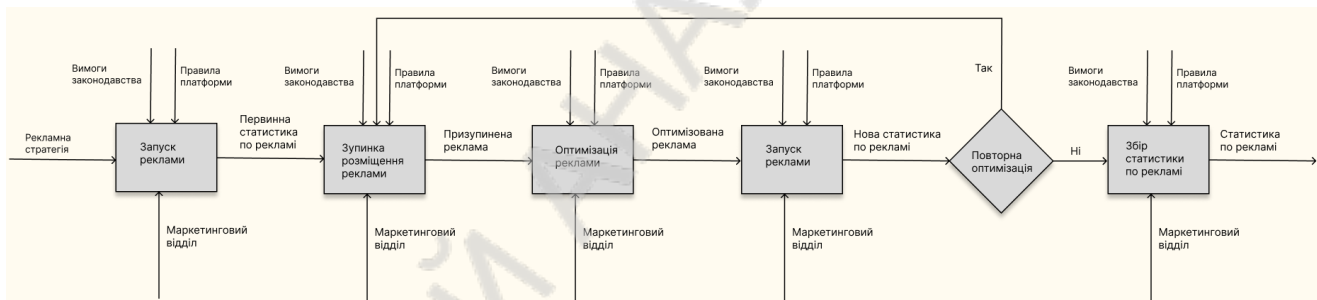 Вимоги
законодавства
Правила
платформи
Рекламна
стратегія
Запуск
реклами
Маркетинговий
відділ
Первинна
статистика
по рекламі
Вимоги
законодавства
Правила
платформи
Зупинка
розміщення
реклами
Маркетинговий
відділ
Призупинена
реклама
Вимоги
законодавства
Правила
платформи
Оптимізація
реклами
Маркетинговий
відділ
Оптимізована
реклама
Вимоги
законодавства
Правила
платформи
Запуск
реклами
Маркетинговий
відділ
Нова статистика
по рекламі
Так
Повторна
оптимізація
Ні
Вимоги
законодавства
Правила
платформи
Збір
статистики
по рекламі
Маркетинговий
відділ
Статистика
по рекламі